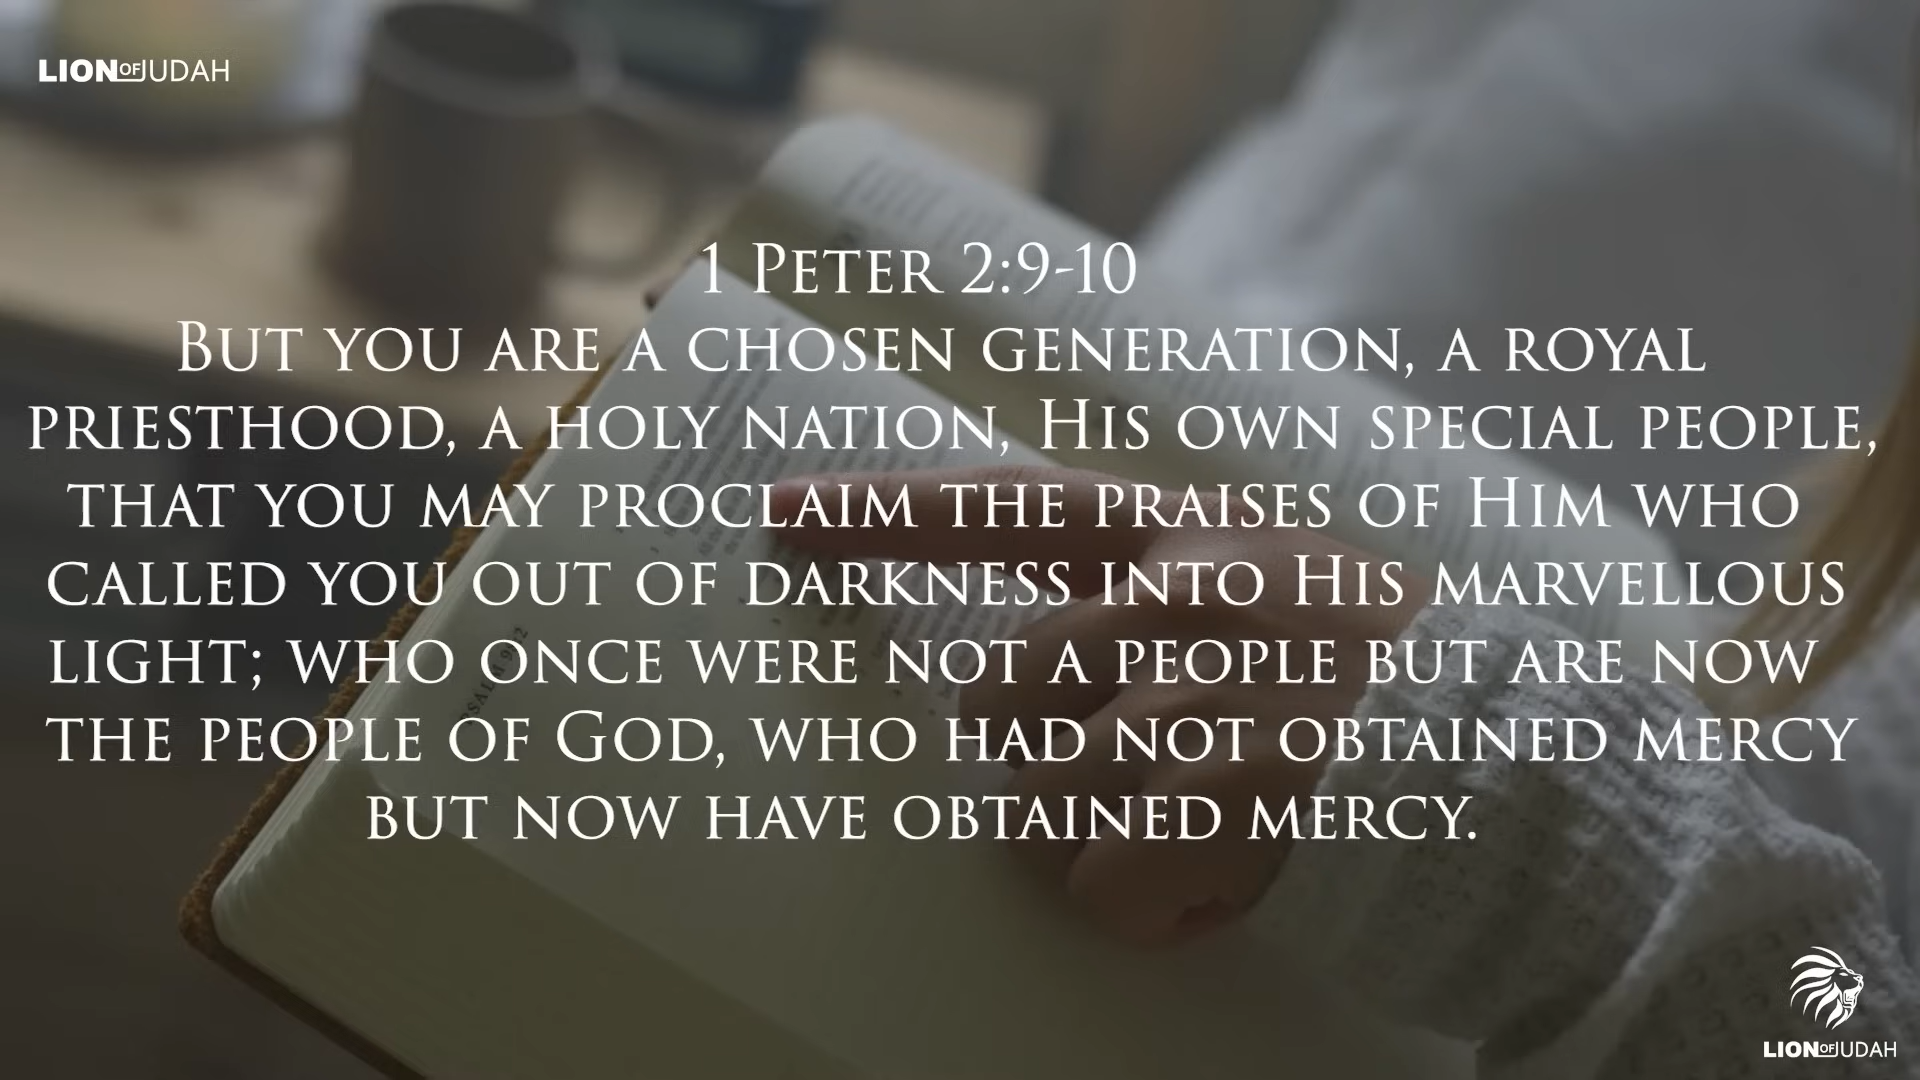 LION OF JUDAH
1 Peter 2:9-10
But you are a chosen generation, a royal
priesthood, a holy nation, His own special people,
that you may proclaim the praises of Him who
called you out of darkness into His marvellous
light; who once were not a people but are now
the people of God, who had not obtained mercy
but now have obtained mercy.
LION OF JUDAH